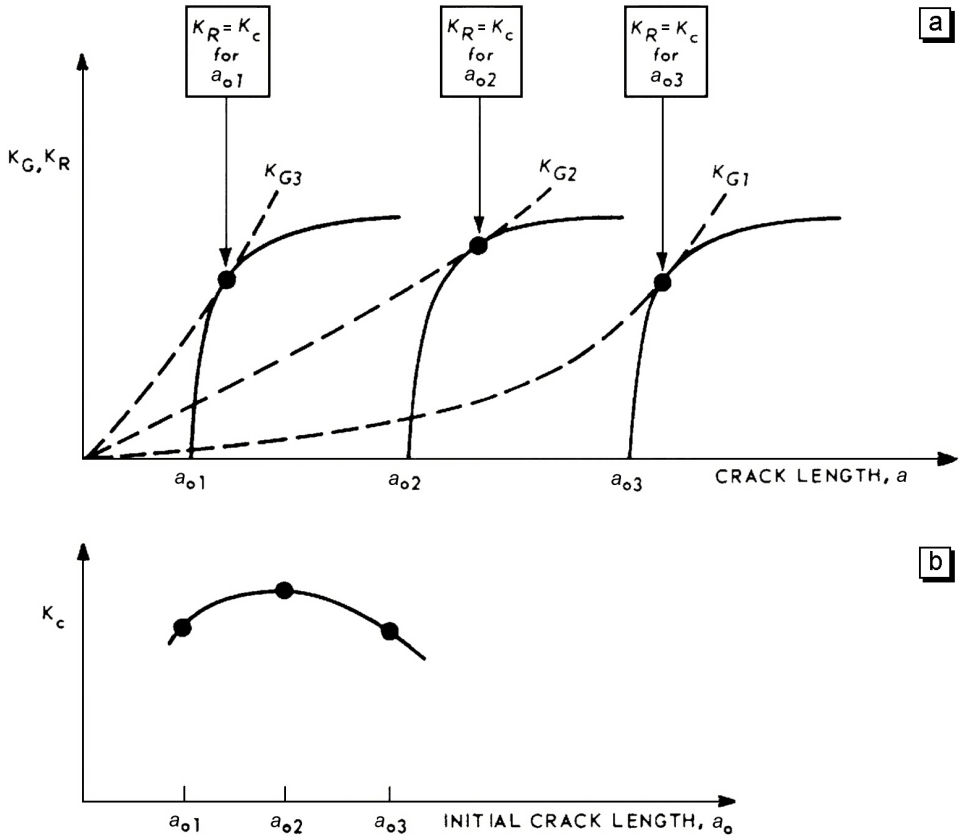 K_R = K_c
for
a_o1
K_R = K_c
for
a_o2
K_R = K_c
for
a_o3
a
K_G, K_R
K_G3
K_G2
K_G1
a_o1
a_o2
a_o3
CRACK LENGTH, a
b
K_c
a_o1
a_o2
a_o3
INITIAL CRACK LENGTH, a_o